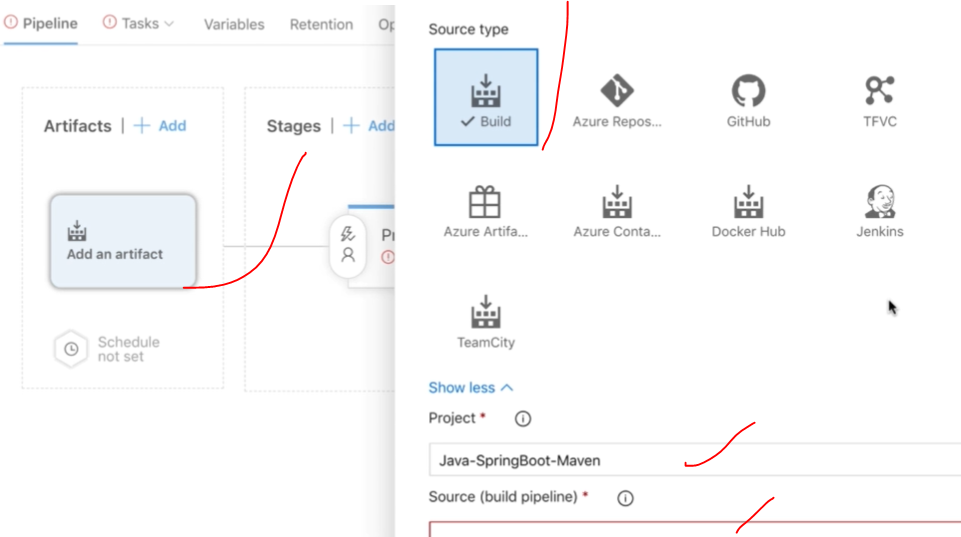 Pipeline Tasks Variables Retention Op
Artifacts | + Add
Stages | + Add
Add an artifact
Schedule
not set
Pr
Source type
Build Azure Repos... GitHub TFVC
Azure Artifa... Azure Conta... Docker Hub Jenkins
TeamCity
Show less
Project *
Java-SpringBoot-Maven
Source (build pipeline) *